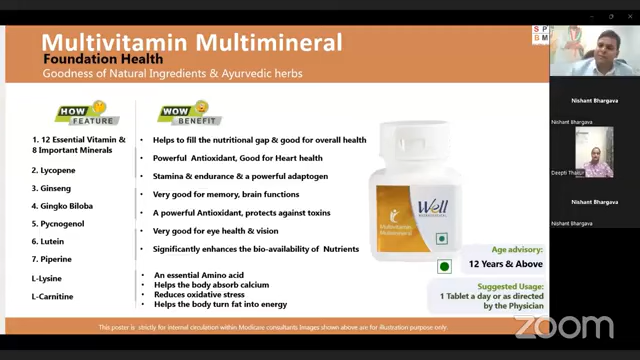 Multivitamin Multimineral
Foundation Health
Goodness of Natural Ingredients & Ayurvedic herbs
S P
B M
HOW
FEATURE
WOW
BENEFIT
1. 12 Essential Vitamin &
8 Important Minerals
• Helps to fill the nutritional gap & good for overall health
2. Lycopene
• Powerful Antioxidant, Good for Heart health
3. Ginseng
• Stamina & endurance & a powerful adaptogen
4. Gingko Biloba
• Very good for memory, brain functions
5. Pycnogenol
• A powerful Antioxidant, protects against toxins
6. Lutein
• Very good for eye health & vision
7. Piperine
• Significantly enhances the bio-availability of Nutrients
L-Lysine
• An essential Amino acid
• Helps the body absorb calcium
L-Carnitine
• Reduces oxidative stress
• Helps the body turn fat into energy
Well
Multivitamin
Multimineral
Age advisory:
12 Years & Above
Suggested Usage:
1 Tablet a day or as directed
by the Physician
This poster is strictly for internal circulation within Modicare consultants Images shown above are for illustration purpose only.
Nishant Bhargava
Nishant Bhargava
Deepti Thakur
Nishant Bhargava
Nishant Bhargava
zoom